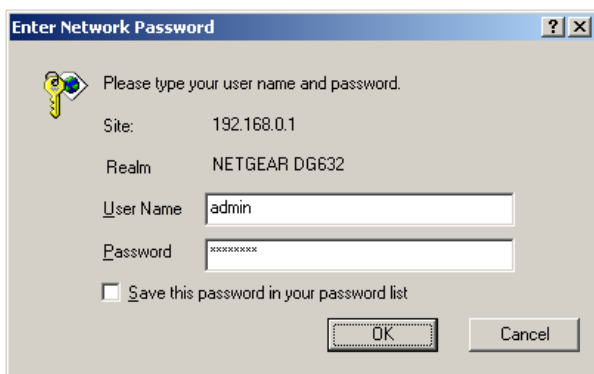 Enter Network Password
Please type your user name and password.
Site: 192.168.0.1
Realm NETGEAR DG632
User Name admin
Password ********
Save this password in your password list
OK Cancel